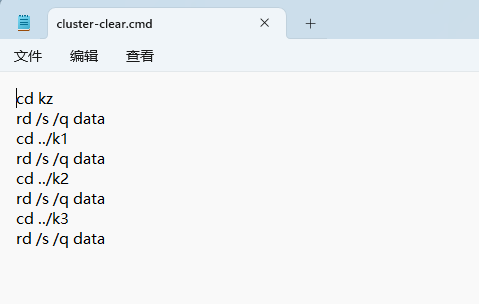 cluster-clear.cmd
文件 编辑 查看
cd kz
rd /s /q data
cd ../k1
rd /s /q data
cd ../k2
rd /s /q data
cd ../k3
rd /s /q data